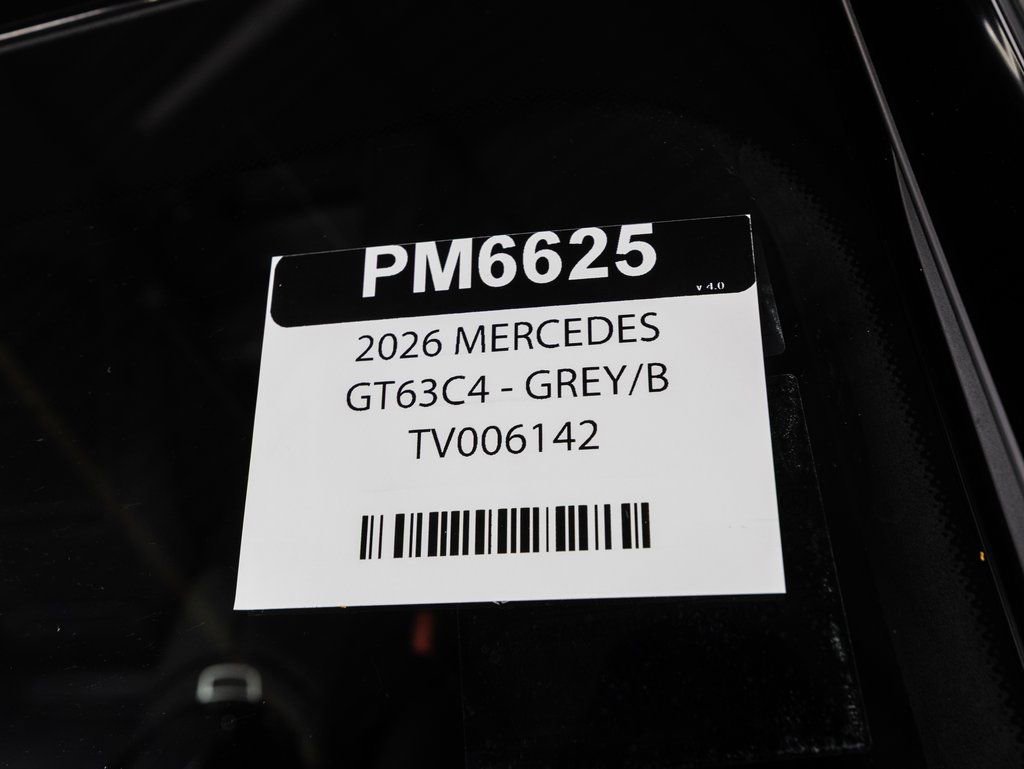 PM6625
v 4.0
2026 MERCEDES
GT63C4 - GREY/B
TV006142